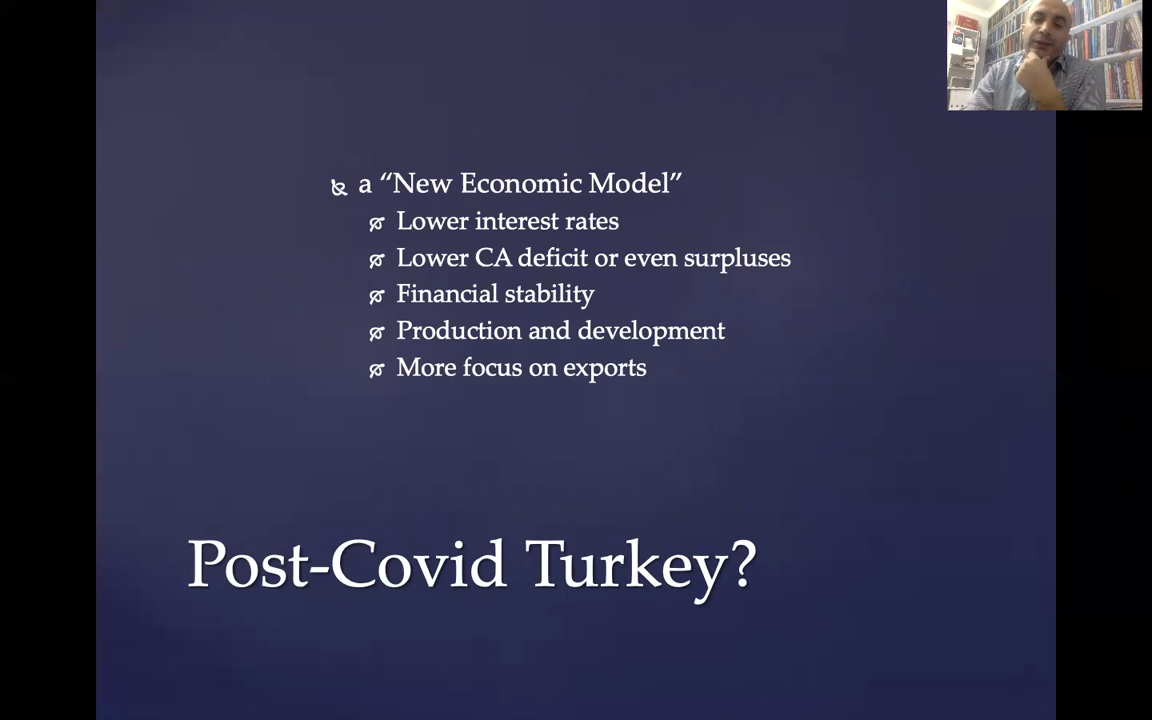 a “New Economic Model”
Lower interest rates
Lower CA deficit or even surpluses
Financial stability
Production and development
More focus on exports
Post-Covid Turkey?